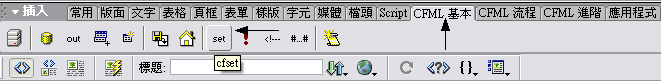 插入 常用 版面 文字 表格 頁框 表單 樣版 字元 媒體 檔頭 Script CFML 基本 CFML 流程 CFML 進階 應用程式
out set ! <!--- #...#
cfset
<> 標題: <?> {}